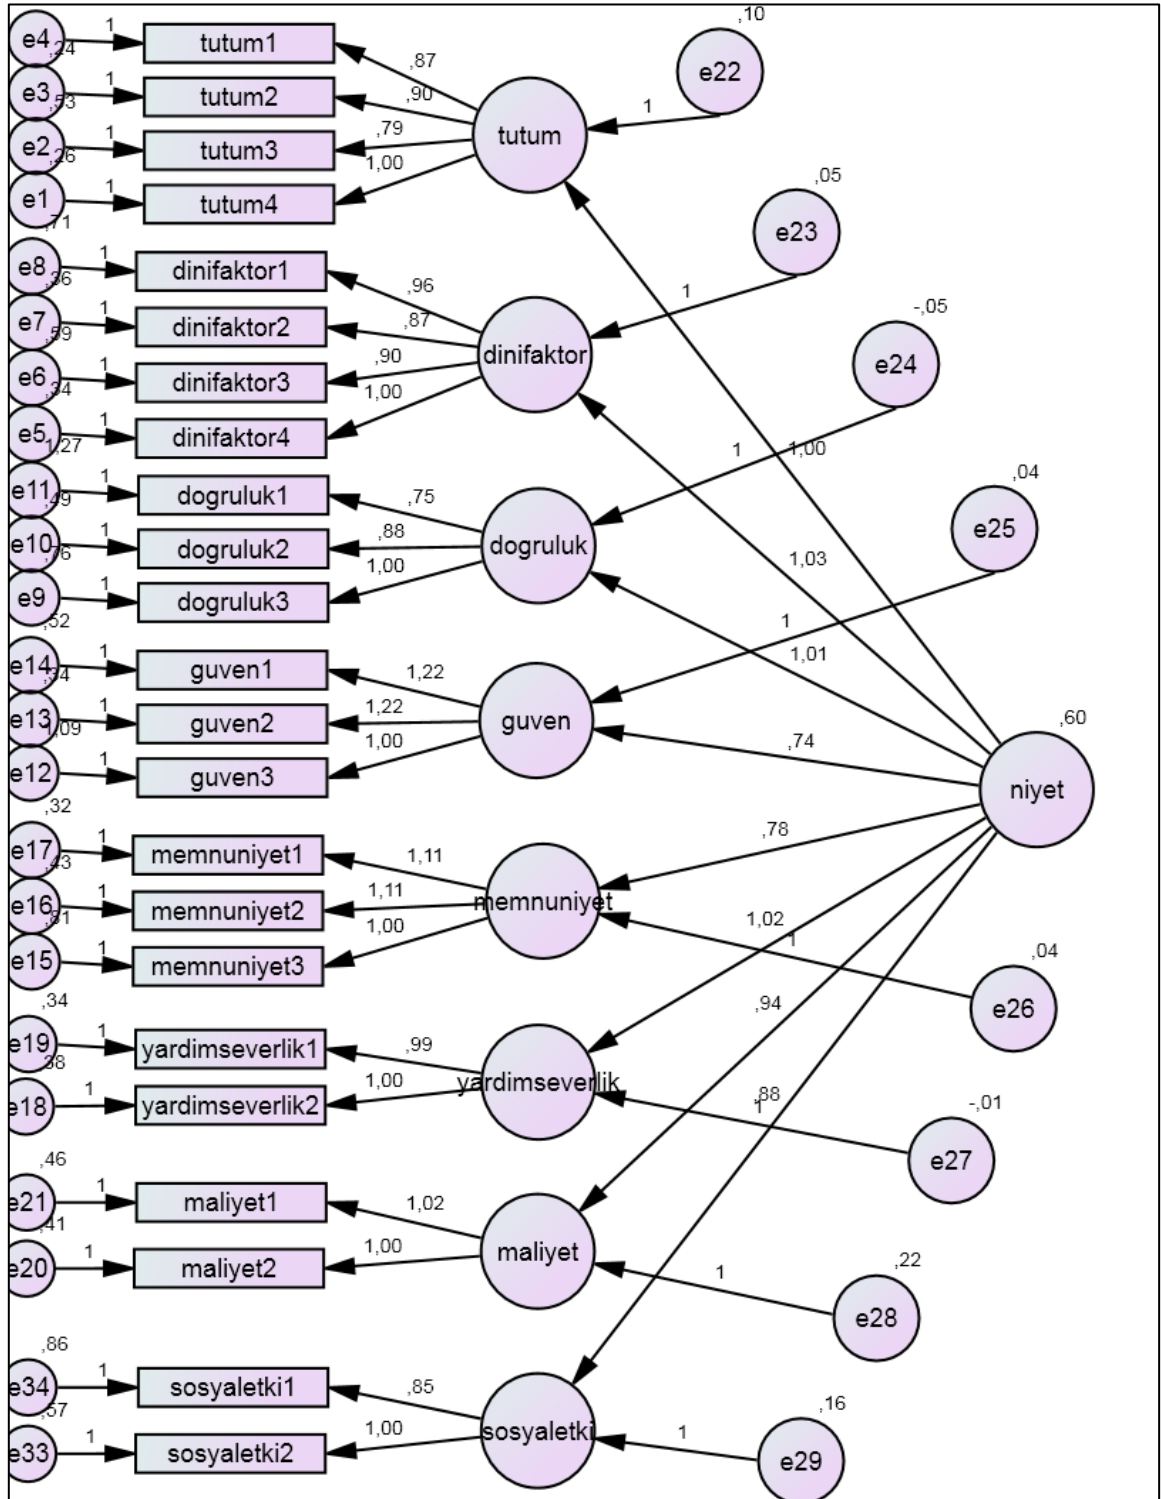 ,10
e4
1
tutum1
,87
e22
,24
e3
1
tutum2
,90
1
,53
e2
1
tutum3
,79
tutum
,26
e1
1
tutum4
1,00
,71
,05
e23
e8
1
dinifaktor1
,96
1
,36
e7
1
dinifaktor2
,87
-,05
,59
e6
1
dinifaktor3
,90
dinifaktor
e24
,34
e5
1
dinifaktor4
1,00
1,27
1
1,00
e11
1
dogruluk1
,75
,04
,49
e10
1
dogruluk2
,88
dogruluk
e25
,76
e9
1
dogruluk3
1,00
1,03
,52
1
e14
1
guven1
1,22
1,01
,34
e13
1
guven2
1,22
guven
,60
1,09
e12
1
guven3
1,00
,74
niyet
,32
,78
e17
1
memnuniyet1
1,11
,43
e16
1
memnuniyet2
1,11
memnuniyet
1,02
1
,81
e15
1
memnuniyet3
1,00
,04
,34
,94
e26
e19
1
yardimseverlik1
,99
,38
e18
1
yardimseverlik2
1,00
yardimseverlik
,88
1
-,01
,46
e27
e21
1
maliyet1
1,02
,41
e20
1
maliyet2
1,00
maliyet
1
,22
e28
,86
e34
1
sosyaletki1
,85
,57
e33
1
sosyaletki2
1,00
sosyaletki
1
,16
e29